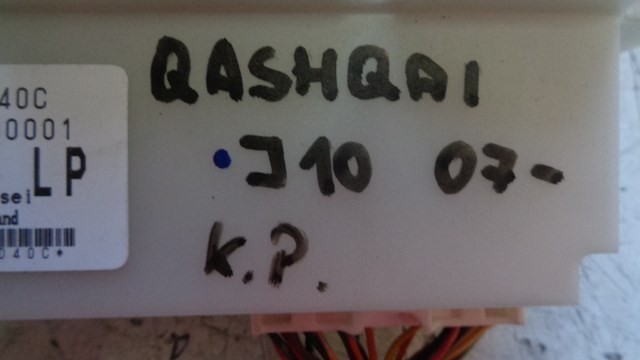 40C
0001
LP
sei
and
040C*
QASHQAI
J10 07-
K.P.